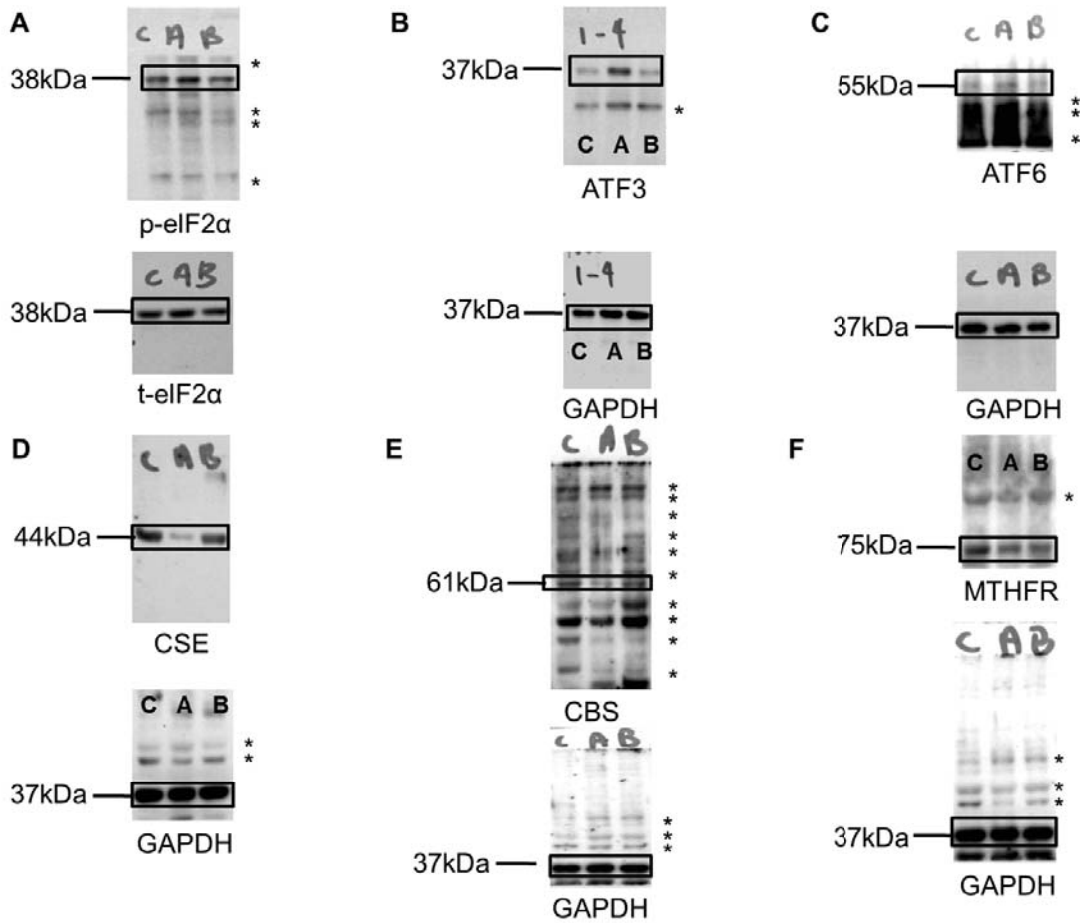 A
C A B
38kDa
*
*
*
*
p-eIF2α
C A B
38kDa
t-eIF2α
B
1-4
37kDa
*
C A B
ATF3
1-4
37kDa
C A B
GAPDH
C
C A B
55kDa
*
*
*
ATF6
C A B
37kDa
GAPDH
D
C A B
44kDa
CSE
C A B
*
*
37kDa
GAPDH
E
C A B
*
*
*
*
*
*
61kDa
*
*
*
*
CBS
C A B
*
*
*
37kDa
GAPDH
F
C A B
*
75kDa
MTHFR
C A B
*
*
*
37kDa
GAPDH